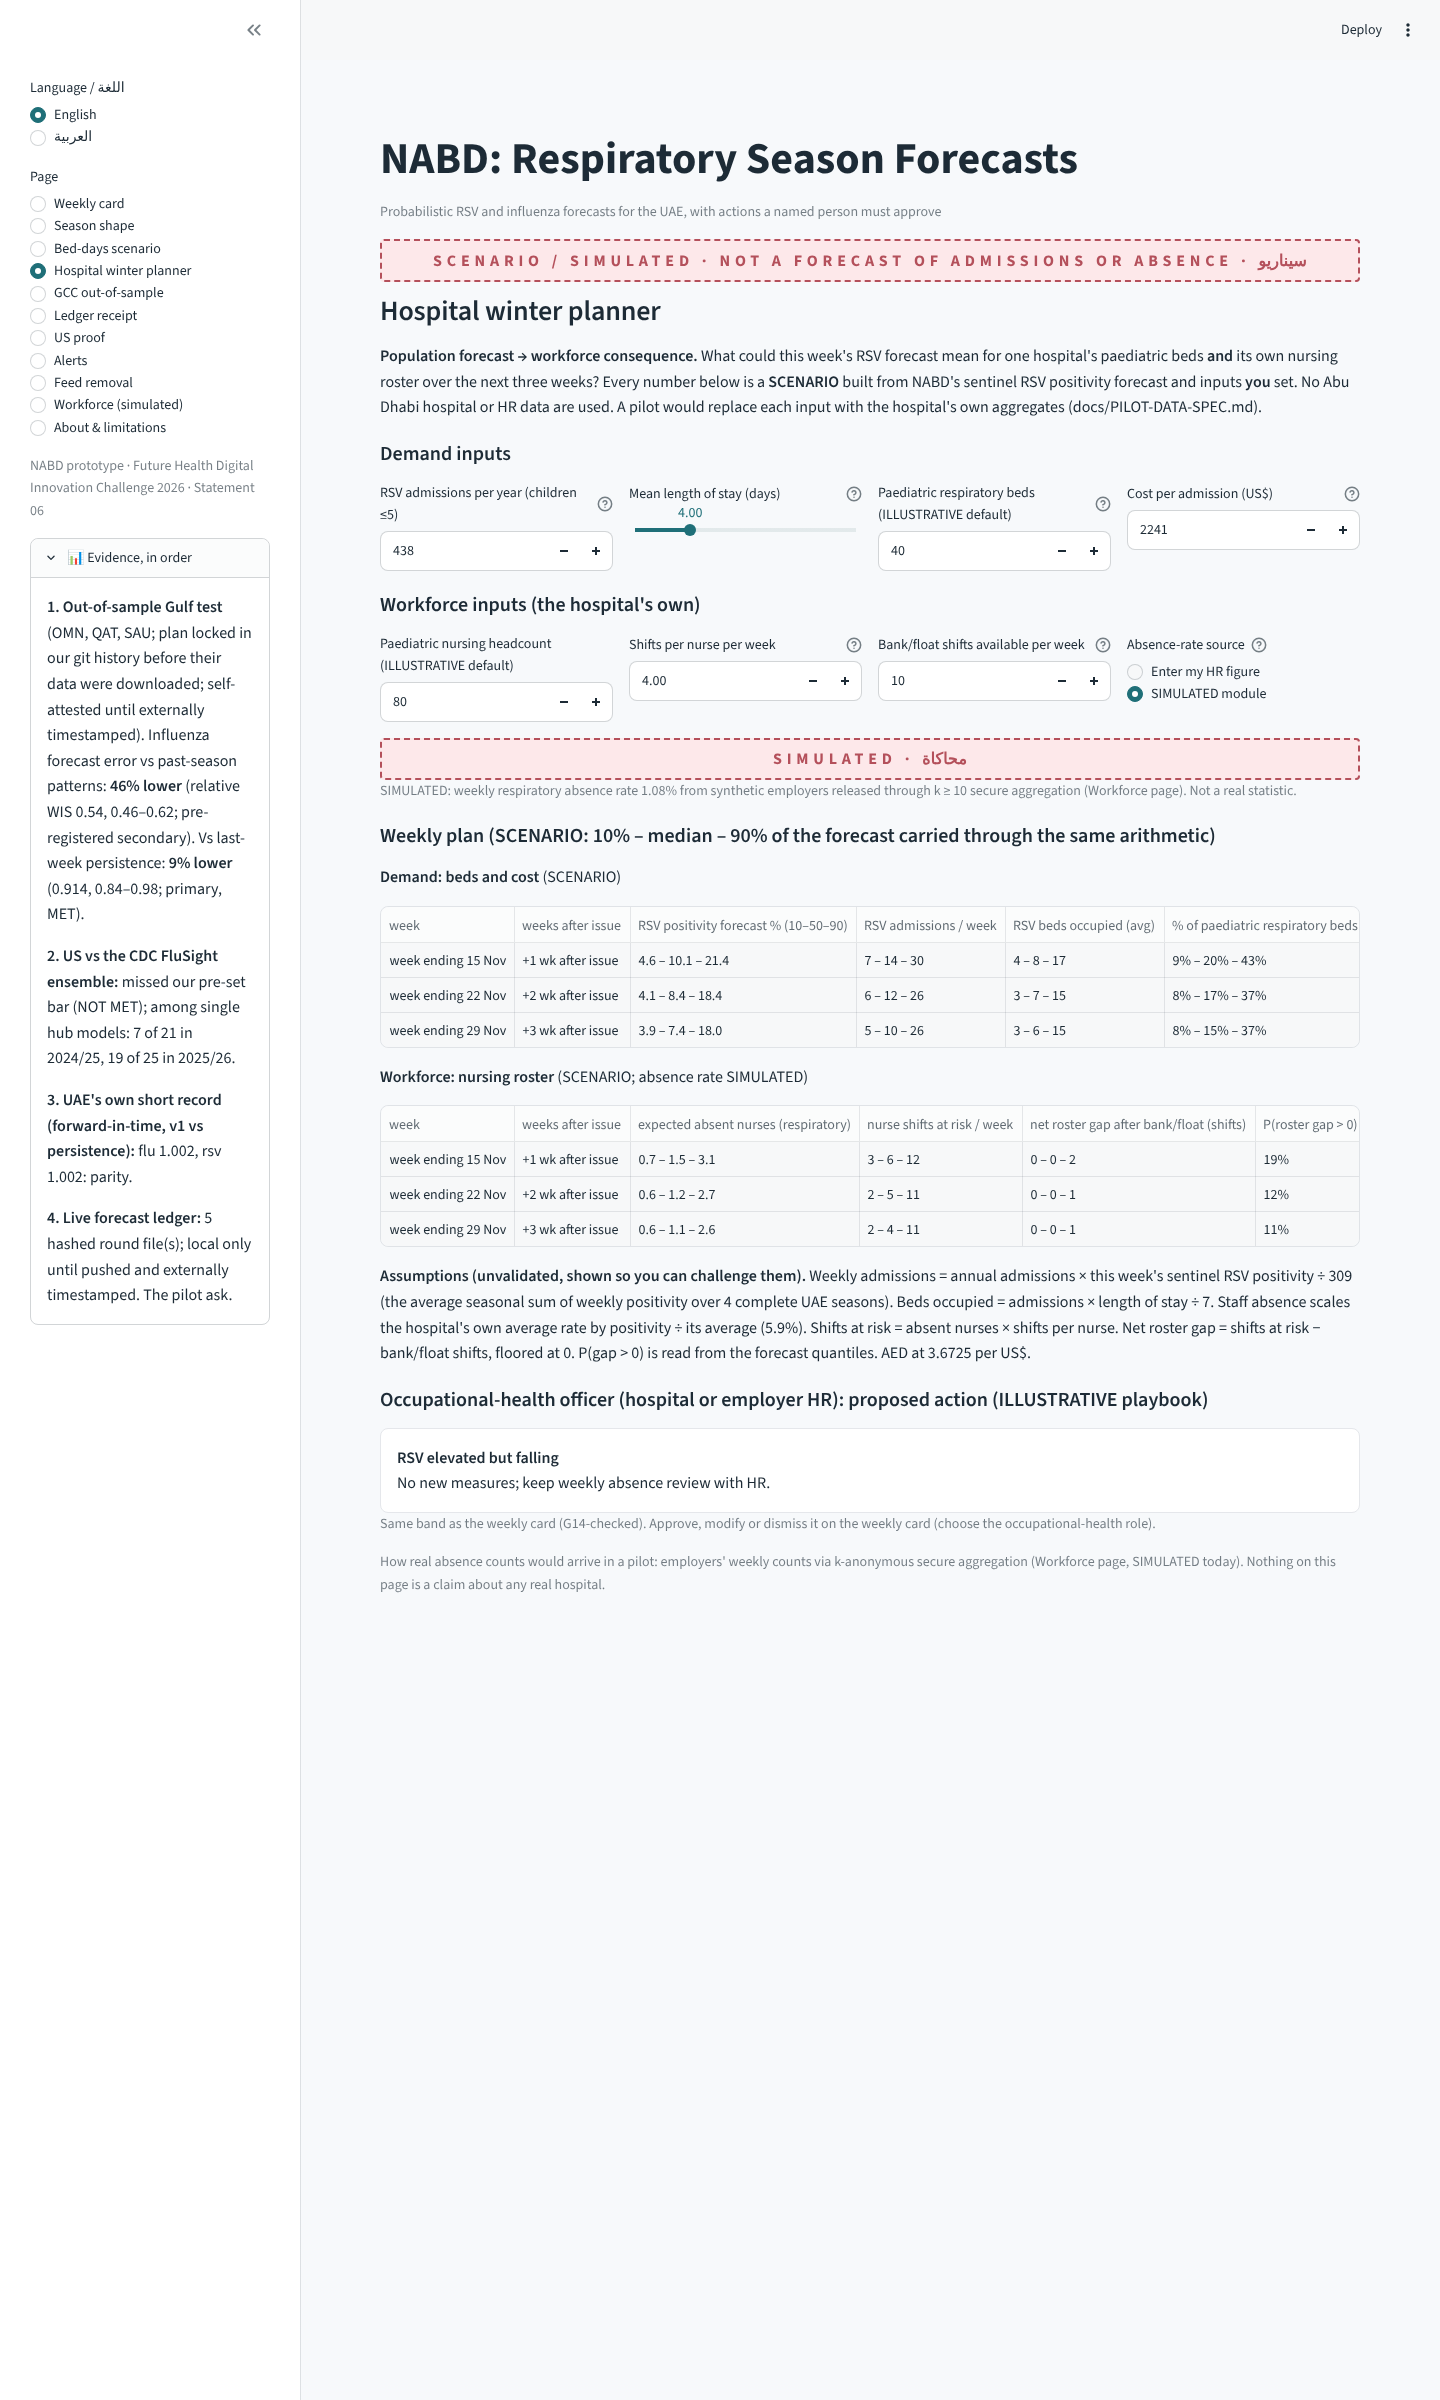 Deploy
Language / اللغة
English
العربية
Page
Weekly card
Season shape
Bed-days scenario
Hospital winter planner
GCC out-of-sample
Ledger receipt
US proof
Alerts
Feed removal
Workforce (simulated)
About & limitations
NABD prototype · Future Health Digital
Innovation Challenge 2026 · Statement
06
📊 Evidence, in order
1. Out-of-sample Gulf test
(OMN, QAT, SAU; plan locked in
our git history before their
data were downloaded; self-
attested until externally
timestamped). Influenza
forecast error vs past-season
patterns: 46% lower (relative
WIS 0.54, 0.46–0.62; pre-
registered secondary). Vs last-
week persistence: 9% lower
(0.914, 0.84–0.98; primary,
MET).
2. US vs the CDC FluSight
ensemble: missed our pre-set
bar (NOT MET); among single
hub models: 7 of 21 in
2024/25, 19 of 25 in 2025/26.
3. UAE's own short record
(forward-in-time, v1 vs
persistence): flu 1.002, rsv
1.002: parity.
4. Live forecast ledger: 5
hashed round file(s); local only
until pushed and externally
timestamped. The pilot ask.
NABD: Respiratory Season Forecasts
Probabilistic RSV and influenza forecasts for the UAE, with actions a named person must approve
SCENARIO / SIMULATED · NOT A FORECAST OF ADMISSIONS OR ABSENCE · سيناريو
Hospital winter planner
Population forecast → workforce consequence. What could this week's RSV forecast mean for one hospital's paediatric beds and its own nursing
roster over the next three weeks? Every number below is a SCENARIO built from NABD's sentinel RSV positivity forecast and inputs you set. No Abu
Dhabi hospital or HR data are used. A pilot would replace each input with the hospital's own aggregates (docs/PILOT-DATA-SPEC.md).
Demand inputs
RSV admissions per year (children
≤5)
438
Mean length of stay (days)
4.00
Paediatric respiratory beds
(ILLUSTRATIVE default)
40
Cost per admission (US$)
2241
Workforce inputs (the hospital's own)
Paediatric nursing headcount
(ILLUSTRATIVE default)
80
Shifts per nurse per week
4.00
Bank/float shifts available per week
10
Absence-rate source
Enter my HR figure
SIMULATED module
SIMULATED · محاكاة
SIMULATED: weekly respiratory absence rate 1.08% from synthetic employers released through k ≥ 10 secure aggregation (Workforce page). Not a real statistic.
Weekly plan (SCENARIO: 10% – median – 90% of the forecast carried through the same arithmetic)
Demand: beds and cost (SCENARIO)
week weeks after issue RSV positivity forecast % (10–50–90) RSV admissions / week RSV beds occupied (avg) % of paediatric respiratory beds
week ending 15 Nov +1 wk after issue 4.6 – 10.1 – 21.4 7 – 14 – 30 4 – 8 – 17 9% – 20% – 43%
week ending 22 Nov +2 wk after issue 4.1 – 8.4 – 18.4 6 – 12 – 26 3 – 7 – 15 8% – 17% – 37%
week ending 29 Nov +3 wk after issue 3.9 – 7.4 – 18.0 5 – 10 – 26 3 – 6 – 15 8% – 15% – 37%
Workforce: nursing roster (SCENARIO; absence rate SIMULATED)
week weeks after issue expected absent nurses (respiratory) nurse shifts at risk / week net roster gap after bank/float (shifts) P(roster gap > 0)
week ending 15 Nov +1 wk after issue 0.7 – 1.5 – 3.1 3 – 6 – 12 0 – 0 – 2 19%
week ending 22 Nov +2 wk after issue 0.6 – 1.2 – 2.7 2 – 5 – 11 0 – 0 – 1 12%
week ending 29 Nov +3 wk after issue 0.6 – 1.1 – 2.6 2 – 4 – 11 0 – 0 – 1 11%
Assumptions (unvalidated, shown so you can challenge them). Weekly admissions = annual admissions × this week's sentinel RSV positivity ÷ 309
(the average seasonal sum of weekly positivity over 4 complete UAE seasons). Beds occupied = admissions × length of stay ÷ 7. Staff absence scales
the hospital's own average rate by positivity ÷ its average (5.9%). Shifts at risk = absent nurses × shifts per nurse. Net roster gap = shifts at risk −
bank/float shifts, floored at 0. P(gap > 0) is read from the forecast quantiles. AED at 3.6725 per US$.
Occupational-health officer (hospital or employer HR): proposed action (ILLUSTRATIVE playbook)
RSV elevated but falling
No new measures; keep weekly absence review with HR.
Same band as the weekly card (G14-checked). Approve, modify or dismiss it on the weekly card (choose the occupational-health role).
How real absence counts would arrive in a pilot: employers' weekly counts via k-anonymous secure aggregation (Workforce page, SIMULATED today). Nothing on this
page is a claim about any real hospital.